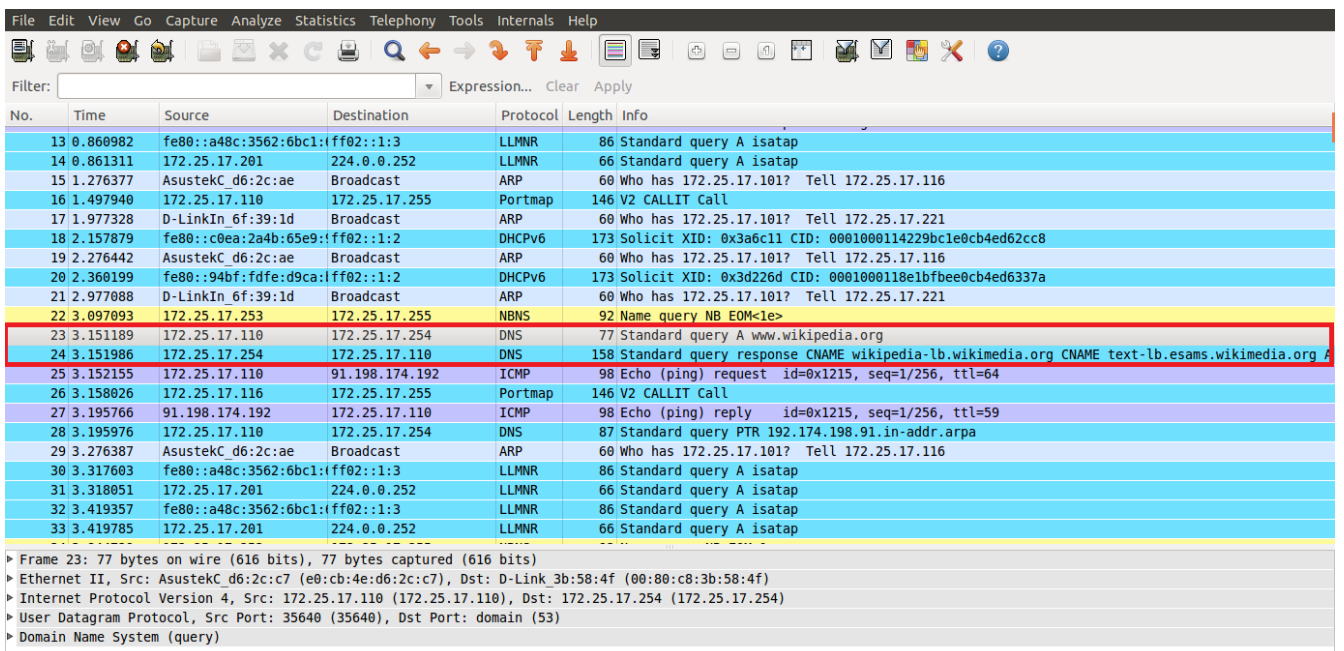 File Edit View Go Capture Analyze Statistics Telephony Tools Internals Help
Filter: Expression... Clear Apply
No. Time Source Destination Protocol Length Info
13 0.860982 fe80::a48c:3562:6bc1: ff02::1:3 LLMNR 86 Standard query A isatap
14 0.861311 172.25.17.201 224.0.0.252 LLMNR 66 Standard query A isatap
15 1.276377 AsustekC_d6:2c:ae Broadcast ARP 60 Who has 172.25.17.101? Tell 172.25.17.116
16 1.497940 172.25.17.110 172.25.17.255 Portmap 146 V2 CALLIT Call
17 1.977328 D-LinkIn_6f:39:1d Broadcast ARP 60 Who has 172.25.17.101? Tell 172.25.17.221
18 2.157879 fe80::c0ea:2a4b:65e9: ff02::1:2 DHCPv6 173 Solicit XID: 0x3a6c11 CID: 0001000114229bc1e0cb4ed62cc8
19 2.276442 AsustekC_d6:2c:ae Broadcast ARP 60 Who has 172.25.17.101? Tell 172.25.17.116
20 2.360199 fe80::94bf:fdfe:d9ca: ff02::1:2 DHCPv6 173 Solicit XID: 0x3d226d CID: 0001000118e1bfbee0cb4ed6337a
21 2.977088 D-LinkIn_6f:39:1d Broadcast ARP 60 Who has 172.25.17.101? Tell 172.25.17.221
22 3.097093 172.25.17.253 172.25.17.255 NBNS 92 Name query NB EOM<1e>
23 3.151189 172.25.17.110 172.25.17.254 DNS 77 Standard query A www.wikipedia.org
24 3.151986 172.25.17.254 172.25.17.110 DNS 158 Standard query response CNAME wikipedia-lb.wikimedia.org CNAME text-lb.esams.wikimedia.org A
25 3.152155 172.25.17.110 91.198.174.192 ICMP 98 Echo (ping) request id=0x1215, seq=1/256, ttl=64
26 3.158026 172.25.17.116 172.25.17.255 Portmap 146 V2 CALLIT Call
27 3.195766 91.198.174.192 172.25.17.110 ICMP 98 Echo (ping) reply id=0x1215, seq=1/256, ttl=59
28 3.195976 172.25.17.110 172.25.17.254 DNS 87 Standard query PTR 192.174.198.91.in-addr.arpa
29 3.276387 AsustekC_d6:2c:ae Broadcast ARP 60 Who has 172.25.17.101? Tell 172.25.17.116
30 3.317603 fe80::a48c:3562:6bc1: ff02::1:3 LLMNR 86 Standard query A isatap
31 3.318051 172.25.17.201 224.0.0.252 LLMNR 66 Standard query A isatap
32 3.419357 fe80::a48c:3562:6bc1: ff02::1:3 LLMNR 86 Standard query A isatap
33 3.419785 172.25.17.201 224.0.0.252 LLMNR 66 Standard query A isatap
Frame 23: 77 bytes on wire (616 bits), 77 bytes captured (616 bits)
Ethernet II, Src: AsustekC_d6:2c:c7 (e0:cb:4e:d6:2c:c7), Dst: D-Link_3b:58:4f (00:80:c8:3b:58:4f)
Internet Protocol Version 4, Src: 172.25.17.110 (172.25.17.110), Dst: 172.25.17.254 (172.25.17.254)
User Datagram Protocol, Src Port: 35640 (35640), Dst Port: domain (53)
Domain Name System (query)